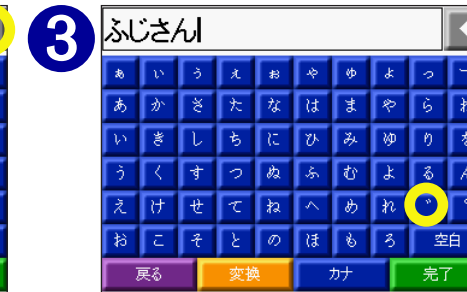 3
ふじさん
ぁ ぃ ぅ ぇ ぉ ゃ ゅ ょ っ
あ か さ た な は ま や ら わ
い き し ち に ひ み ゆ り を
う く す つ ぬ ふ む よ る ん
え け せ て ね へ め れ ゛ ゜
お こ そ と の ほ も ろ 空白
戻る 変換 カナ 完了